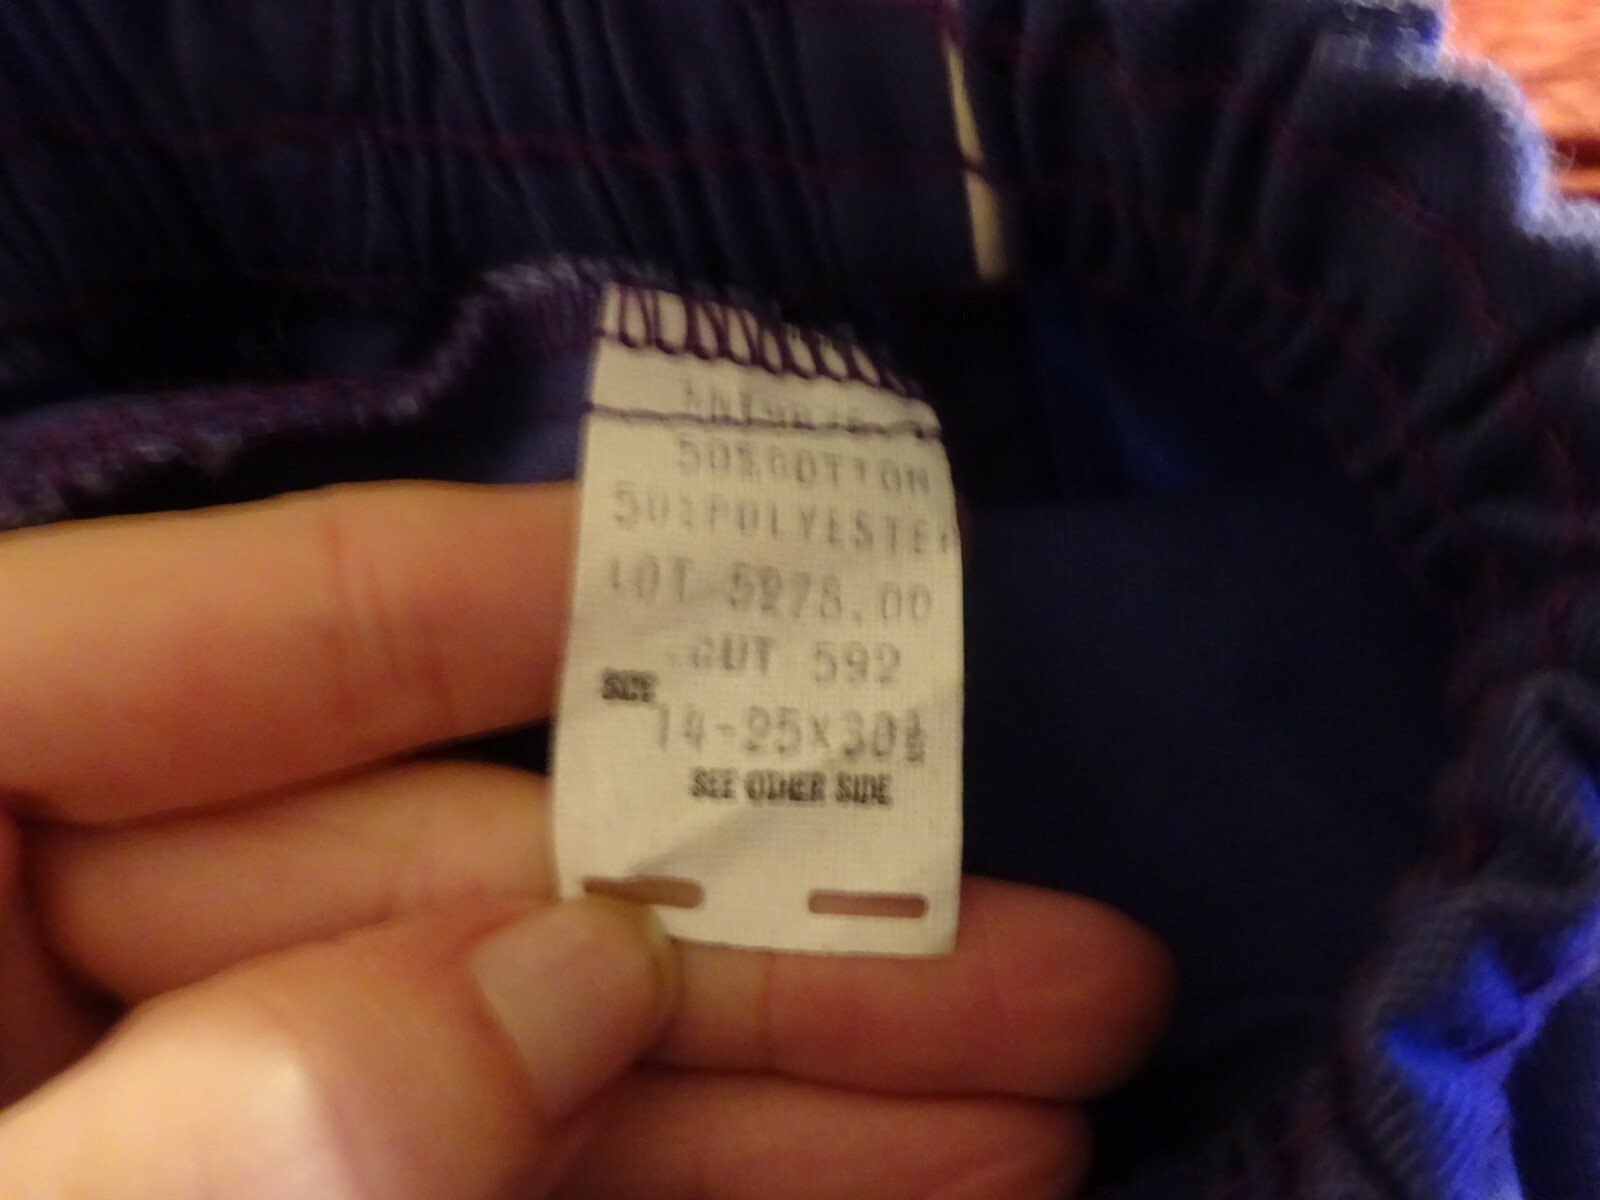 50%COTTON
50%POLYESTER
LOT 5278.00
CUT 592
SIZE
14-25X30½
SEE OTHER SIDE